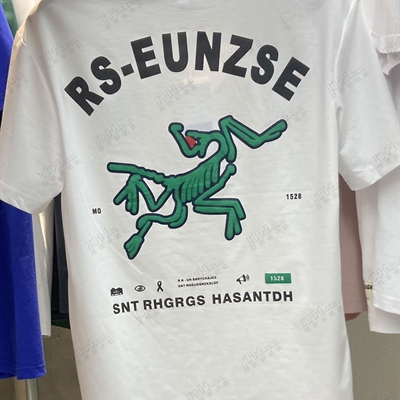 RS-EUNZSE
MO 1528
1528
SNT RHGRGS HASANTDH